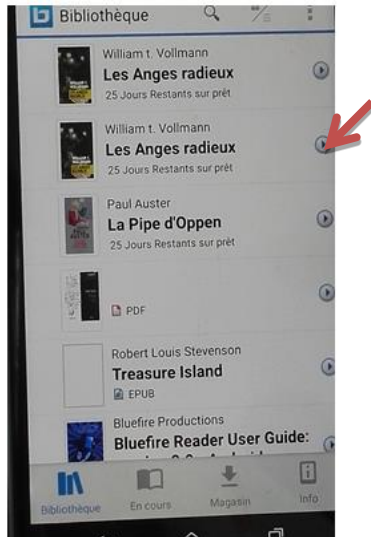 Bibliothèque
William t. Vollmann
Les Anges radieux
25 Jours Restants sur prêt
William t. Vollmann
Les Anges radieux
25 Jours Restants sur prêt
Paul Auster
La Pipe d'Oppen
25 Jours Restants sur prêt
PDF
Robert Louis Stevenson
Treasure Island
EPUB
Bluefire Productions
Bluefire Reader User Guide:
Bibliothèque
En cours
Magasin
Info